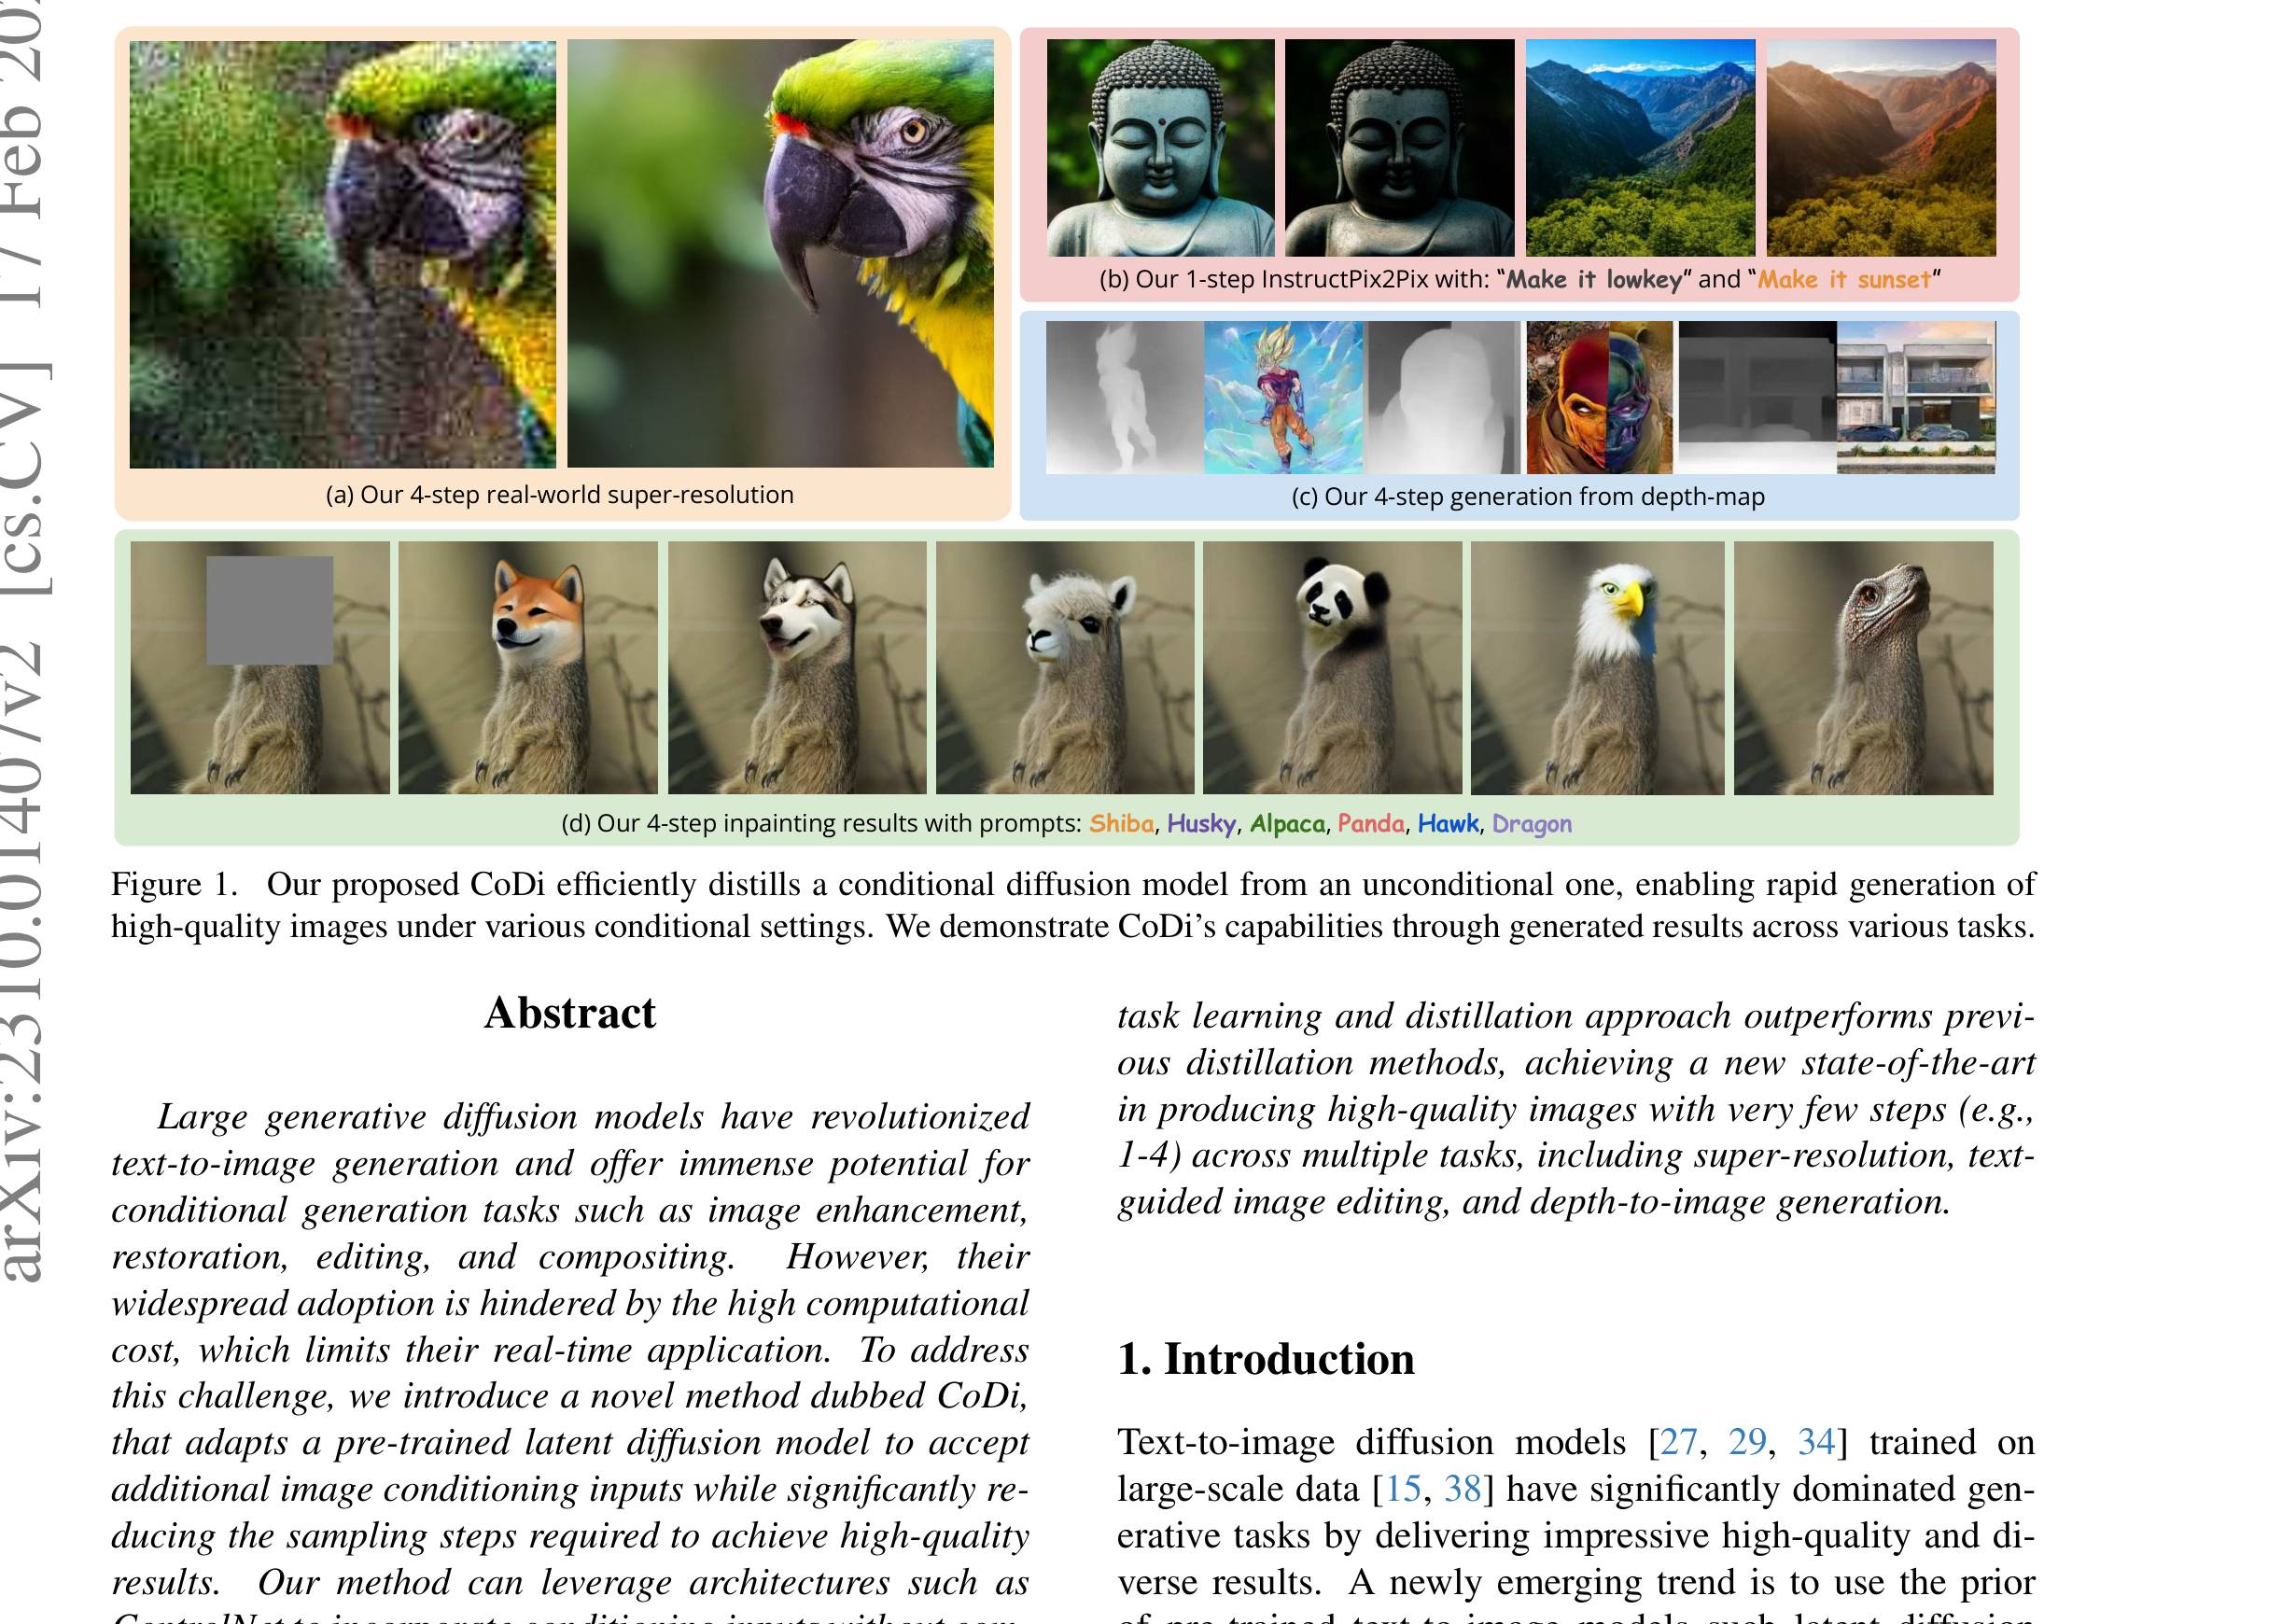 arXiv:2310.01407v2 [cs.CV] 17 Feb
(a) Our 4-step real-world super-resolution
(b) Our 1-step InstructPix2Pix with: "Make it lowkey" and "Make it sunset"
(c) Our 4-step generation from depth-map
(d) Our 4-step inpainting results with prompts: Shiba, Husky, Alpaca, Panda, Hawk, Dragon
Figure 1. Our proposed CoDi efficiently distills a conditional diffusion model from an unconditional one, enabling rapid generation of
high-quality images under various conditional settings. We demonstrate CoDi's capabilities through generated results across various tasks.
Abstract
Large generative diffusion models have revolutionized
text-to-image generation and offer immense potential for
conditional generation tasks such as image enhancement,
restoration, editing, and compositing. However, their
widespread adoption is hindered by the high computational
cost, which limits their real-time application. To address
this challenge, we introduce a novel method dubbed CoDi,
that adapts a pre-trained latent diffusion model to accept
additional image conditioning inputs while significantly re-
ducing the sampling steps required to achieve high-quality
results. Our method can leverage architectures such as
task learning and distillation approach outperforms previ-
ous distillation methods, achieving a new state-of-the-art
in producing high-quality images with very few steps (e.g.,
1-4) across multiple tasks, including super-resolution, text-
guided image editing, and depth-to-image generation.
1. Introduction
Text-to-image diffusion models [27, 29, 34] trained on
large-scale data [15, 38] have significantly dominated gen-
erative tasks by delivering impressive high-quality and di-
verse results. A newly emerging trend is to use the prior